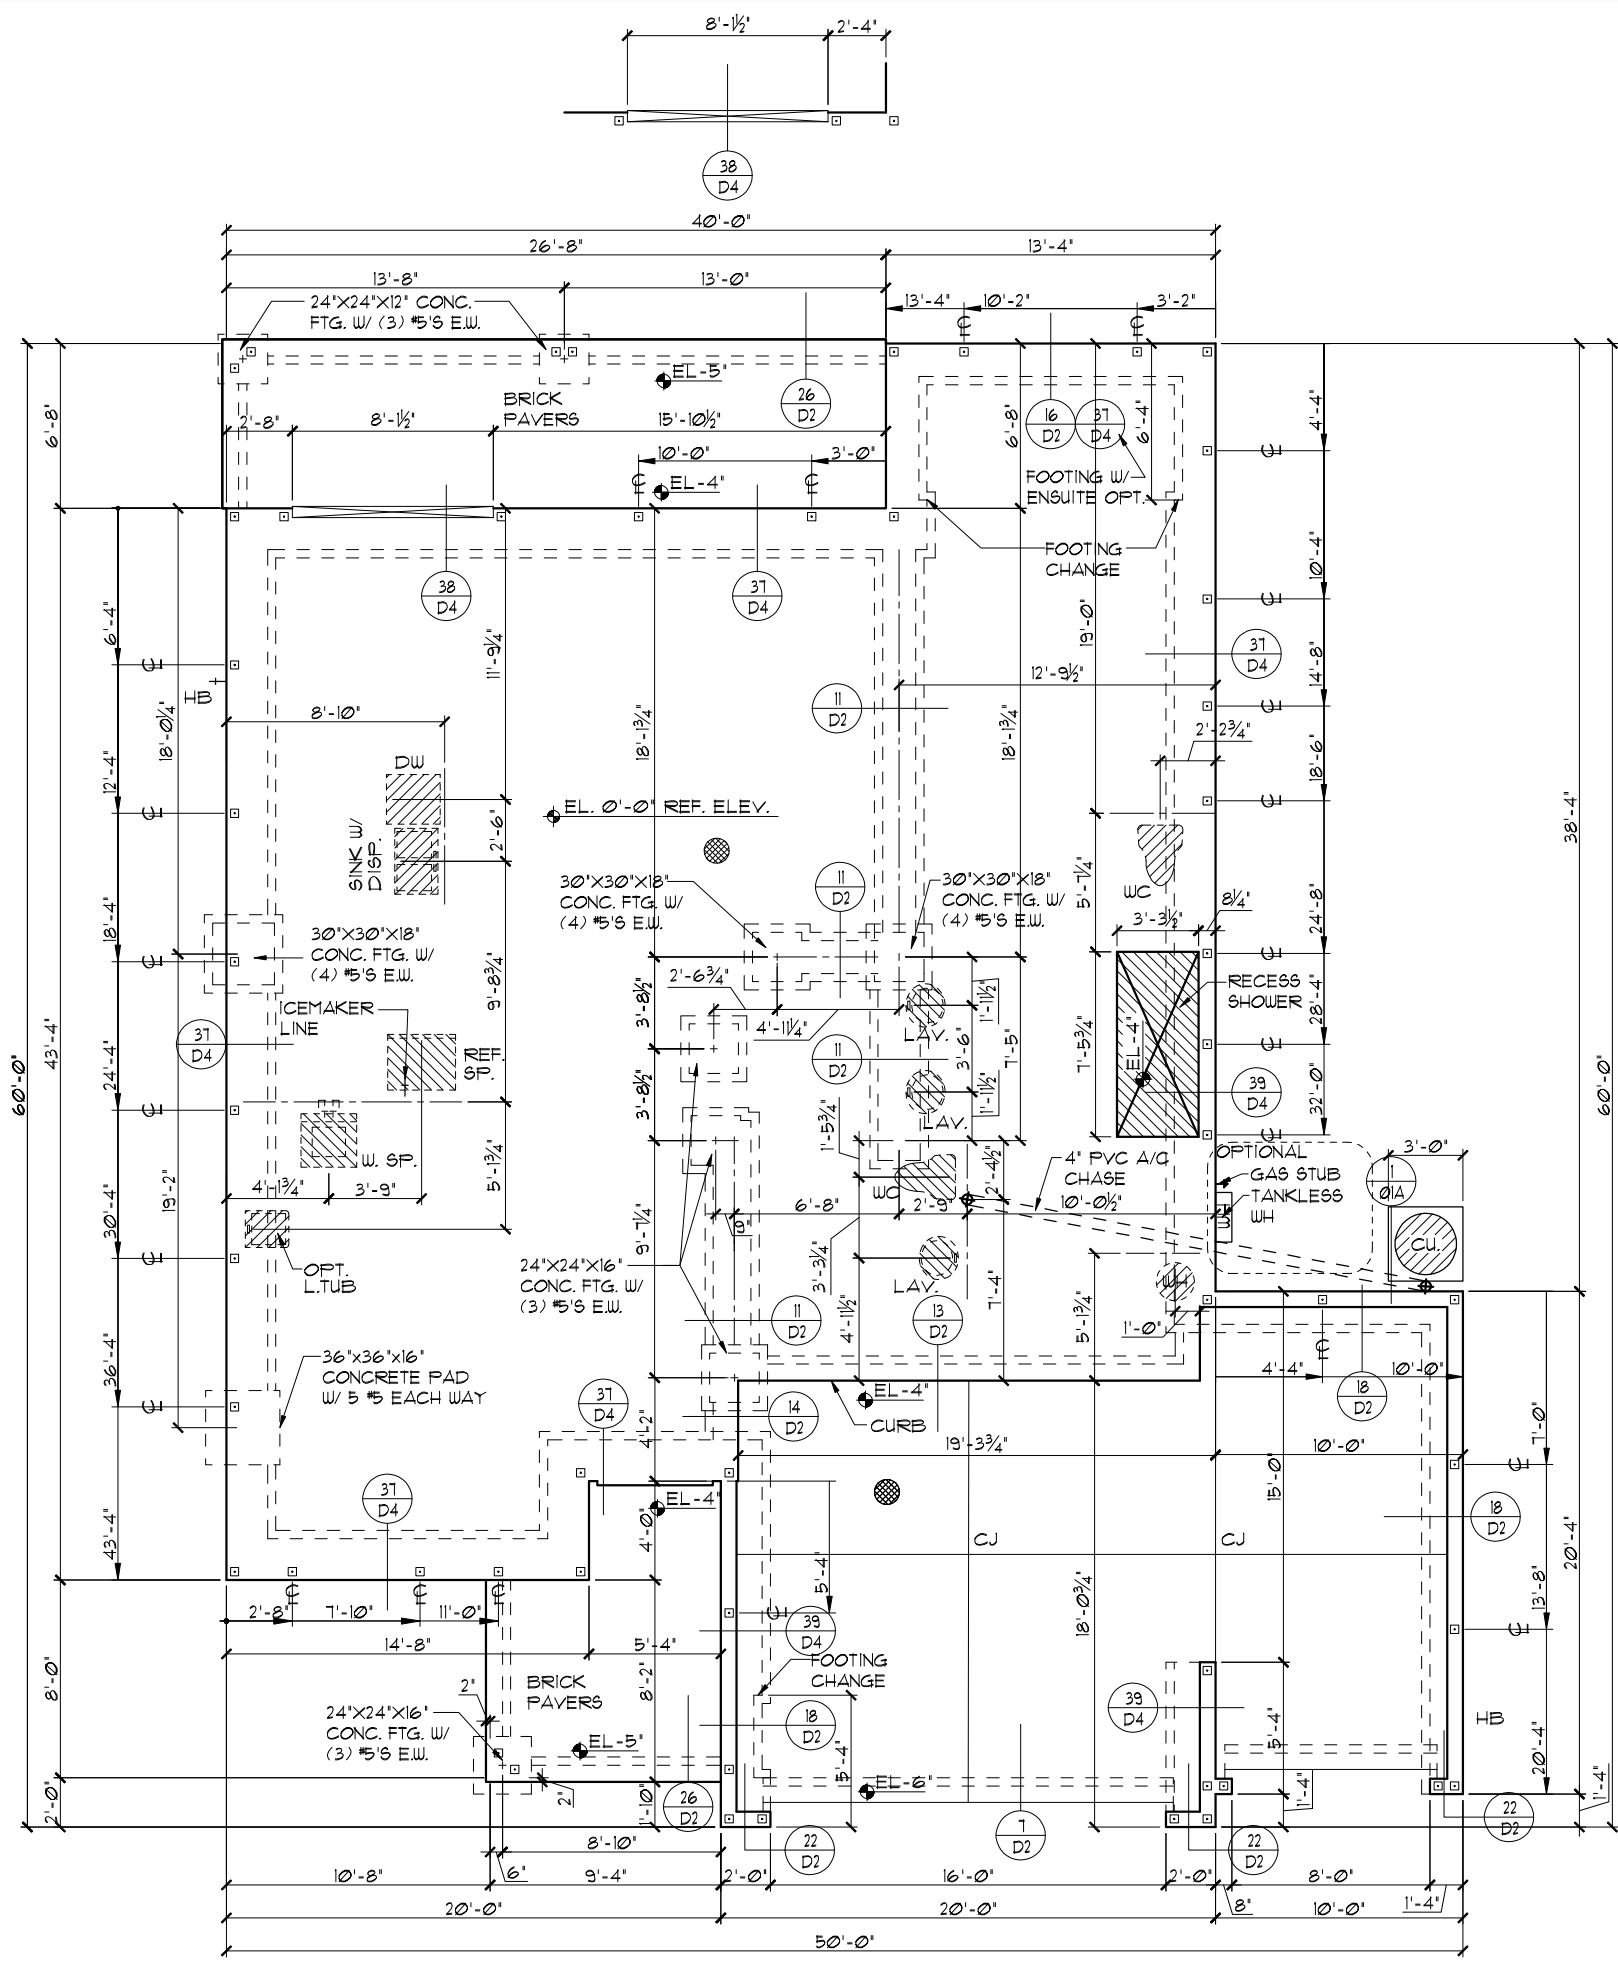 8'-1½"
2'-4"
38
D4
40'-0"
26'-8"
13'-4"
13'-8"
13'-0"
24"X24"X12" CONC.
FTG. W/ (3) #5'S E.W.
13'-4"
10'-2"
3'-2"
℄
℄
EL-5"
BRICK
PAVERS
26
D2
16
D2
37
D4
6'-8"
6'-8"
6'-4"
4'-4"
2'-8"
8'-1½"
15'-10½"
10'-0"
3'-0"
℄
℄
EL-4"
FOOTING W/
ENSUITE OPT.
℄
FOOTING
CHANGE
38
D4
37
D4
10'-4"
℄
6'-4"
℄
HB
11'-9¼"
19'-0"
37
D4
14'-8"
12'-9½"
8'-10"
18'-0¼"
11
D2
18'-1¾"
18'-1¾"
℄
2'-2¾"
DW
12'-4"
18'-6"
℄
℄
EL. 0'-0" REF. ELEV.
2'-6"
SINK W/
DISP.
38'-4"
30"X30"X18"
CONC. FTG. W/
(4) #5'S E.W.
11
D2
30"X30"X18"
CONC. FTG. W/
(4) #5'S E.W.
5'-7¼"
WC
8¼"
3'-3½"
24'-8"
18'-4"
30"X30"X18"
CONC. FTG. W/
(4) #5'S E.W.
℄
℄
2'-6¾"
9'-8¾"
RECESS
SHOWER
ICEMAKER
LINE
3'-8½"
4'-11¼"
1'-11½"
LAV.
28'-4"
43'-4"
37
D4
REF.
SP.
11
D2
3'-6"
7'-5"
7'-5¾"
EL-4"
℄
60'-0"
24'-4"
3'-8½"
1'-11½"
39
D4
32'-0"
60'-0"
℄
LAV.
1'-5¾"
℄
W. SP.
5'-1¾"
4" PVC A/C
CHASE
OPTIONAL
GAS STUB
TANKLESS
WH
WH
1
01A
3'-0"
4'-1¾"
3'-9"
19'-2"
WC
2'-4½"
6'-8"
2'-9"
10'-0½"
9"
30'-4"
9'-7¼"
CU.
℄
OPT.
L.TUB
24"X24"X16"
CONC. FTG. W/
(3) #5'S E.W.
3'-3¼"
LAV.
7'-4"
WH
11
D2
13
D2
4'-11½"
5'-1¾"
1'-0"
℄
36"x36"x16"
CONCRETE PAD
W/ 5 #5 EACH WAY
36'-4"
℄
4'-4"
10'-0"
37
D4
14
D2
EL-4"
CURB
18
D2
4'-2"
19'-3¾"
10'-0"
7'-0"
℄
15'-0"
37
D4
EL-4"
18
D2
43'-4"
4'-0"
CJ
CJ
20'-4"
5'-4"
18'-0¾"
13'-8"
℄
℄
℄
2'-8"
7'-10"
11'-0"
℄
39
D4
℄
14'-8"
5'-4"
FOOTING
CHANGE
8'-0"
2"
BRICK
PAVERS
8'-2"
39
D4
HB
24"X24"X16"
CONC. FTG. W/
(3) #5'S E.W.
18
D2
EL-5"
5'-4"
5'-4"
20'-4"
EL-6"
2'-0"
2"
1'-10"
26
D2
1'-4"
1'-4"
22
D2
7
D2
22
D2
22
D2
8'-10"
6"
10'-8"
9'-4"
2'-0"
16'-0"
2'-0"
8'-0"
8"
1'-4"
20'-0"
20'-0"
10'-0"
50'-0"